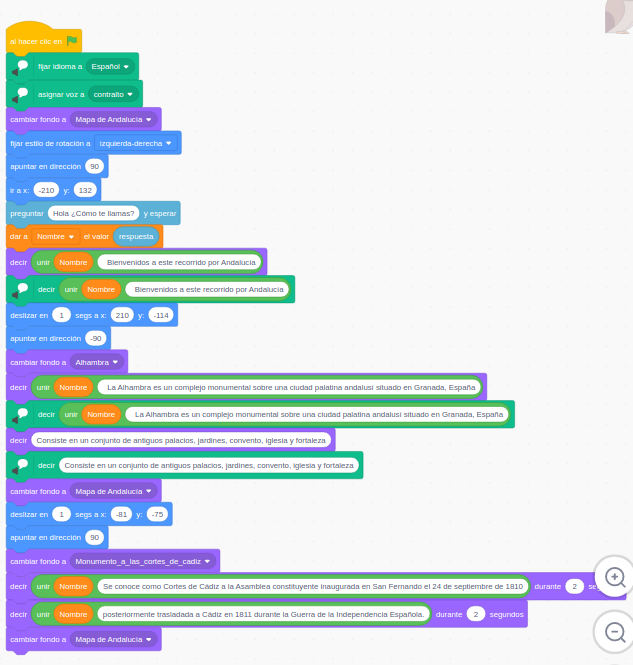 al hacer clic en
fijar idioma a Español
asignar voz a contralto
cambiar fondo a Mapa de Andalucía
fijar estilo de rotación a izquierda-derecha
apuntar en dirección 90
ir a x: -210 y: 132
preguntar Hola ¿Cómo te llamas? y esperar
dar a Nombre el valor respuesta
decir unir Nombre Bienvenidos a este recorrido por Andalucía
decir unir Nombre Bienvenidos a este recorrido por Andalucía
deslizar en 1 segs a x: 210 y: -114
apuntar en dirección -90
cambiar fondo a Alhambra
decir unir Nombre La Alhambra es un complejo monumental sobre una ciudad palatina andalusí situado en Granada, España
decir unir Nombre La Alhambra es un complejo monumental sobre una ciudad palatina andalusí situado en Granada, España
decir Consiste en un conjunto de antiguos palacios, jardines, convento, iglesia y fortaleza
decir Consiste en un conjunto de antiguos palacios, jardines, convento, iglesia y fortaleza
cambiar fondo a Mapa de Andalucía
deslizar en 1 segs a x: -81 y: -75
apuntar en dirección 90
cambiar fondo a Monumento_a_las_cortes_de_cadiz
decir unir Nombre Se conoce como Cortes de Cádiz a la Asamblea constituyente inaugurada en San Fernando el 24 de septiembre de 1810 durante 2
decir unir Nombre posteriormente trasladada a Cádiz en 1811 durante la Guerra de la Independencia Española. durante 2 segundos
cambiar fondo a Mapa de Andalucía